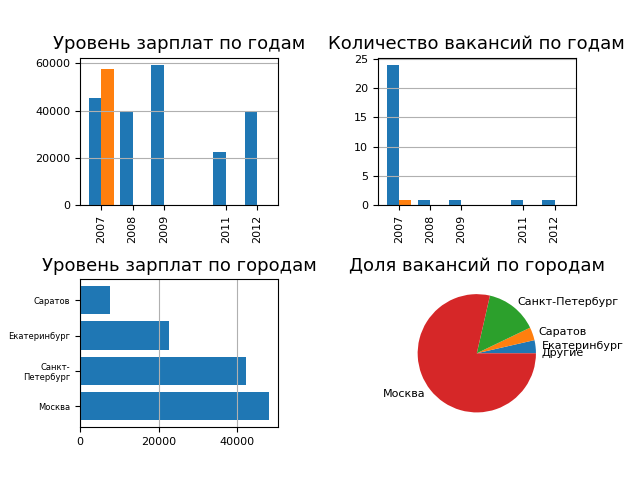 Уровень зарплат по годам
60000
40000
20000
0
2007
2008
2009
2011
2012
Количество вакансий по годам
25
20
15
10
5
0
2007
2008
2009
2011
2012
Уровень зарплат по городам
Саратов
Екатеринбург
Санкт-
Петербург
Москва
0
20000
40000
Доля вакансий по городам
Санкт-Петербург
Саратов
Екатеринбург
Другие
Москва